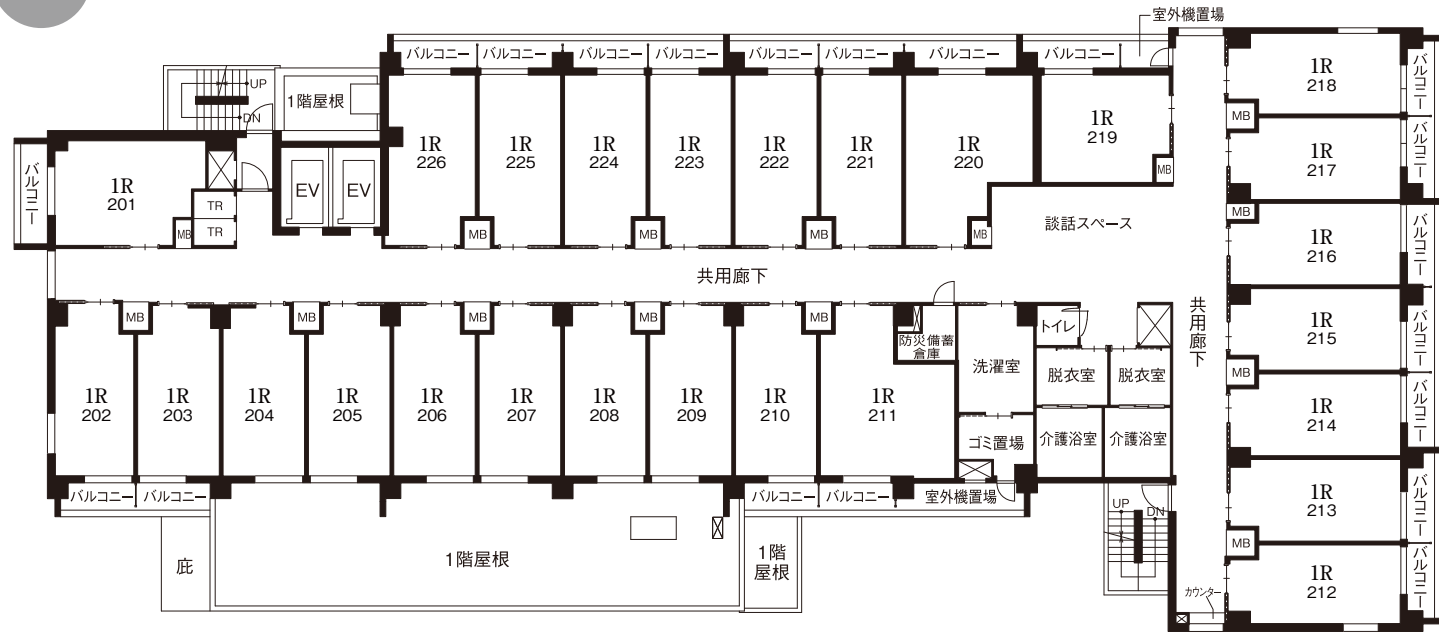 室外機置場
バルコニー
バルコニー
バルコニー
バルコニー
バルコニー
バルコニー
バルコニー
バルコニー
UP
DN
1階屋根
1R
226
1R
225
1R
224
1R
223
1R
222
1R
221
1R
220
1R
219
1R
218
バルコニー
MB
1R
217
バルコニー
バルコニー
1R
201
TR
TR
MB
EV
EV
MB
MB
MB
MB
MB
談話スペース
MB
1R
216
バルコニー
共用廊下
共用廊下
MB
MB
MB
MB
MB
防災備蓄
倉庫
洗濯室
トイレ
脱衣室
脱衣室
1R
215
バルコニー
MB
1R
202
1R
203
1R
204
1R
205
1R
206
1R
207
1R
208
1R
209
1R
210
1R
211
ゴミ置場
介護浴室
介護浴室
1R
214
バルコニー
バルコニー
バルコニー
バルコニー
バルコニー
室外機置場
UP
DN
1R
213
バルコニー
MB
庇
1階屋根
1階
屋根
カウンター
1R
212
バルコニー